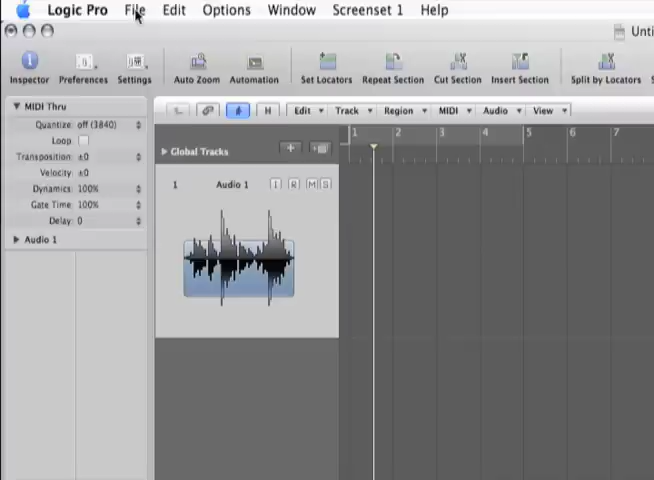 Logic Pro File Edit Options Window Screenset 1 Help
Unti
Inspector Preferences Settings Auto Zoom Automation Set Locators Repeat Section Cut Section Insert Section Split by Locators
MIDI Thru
H Edit Track Region MIDI Audio View
Quantize: off (3840)
Loop:
Transposition: ±0
Velocity: ±0
Dynamics: 100%
Gate Time: 100%
Delay: 0
Audio 1
1 2 3 4 5 6 7
Global Tracks
1 Audio 1 I R M S